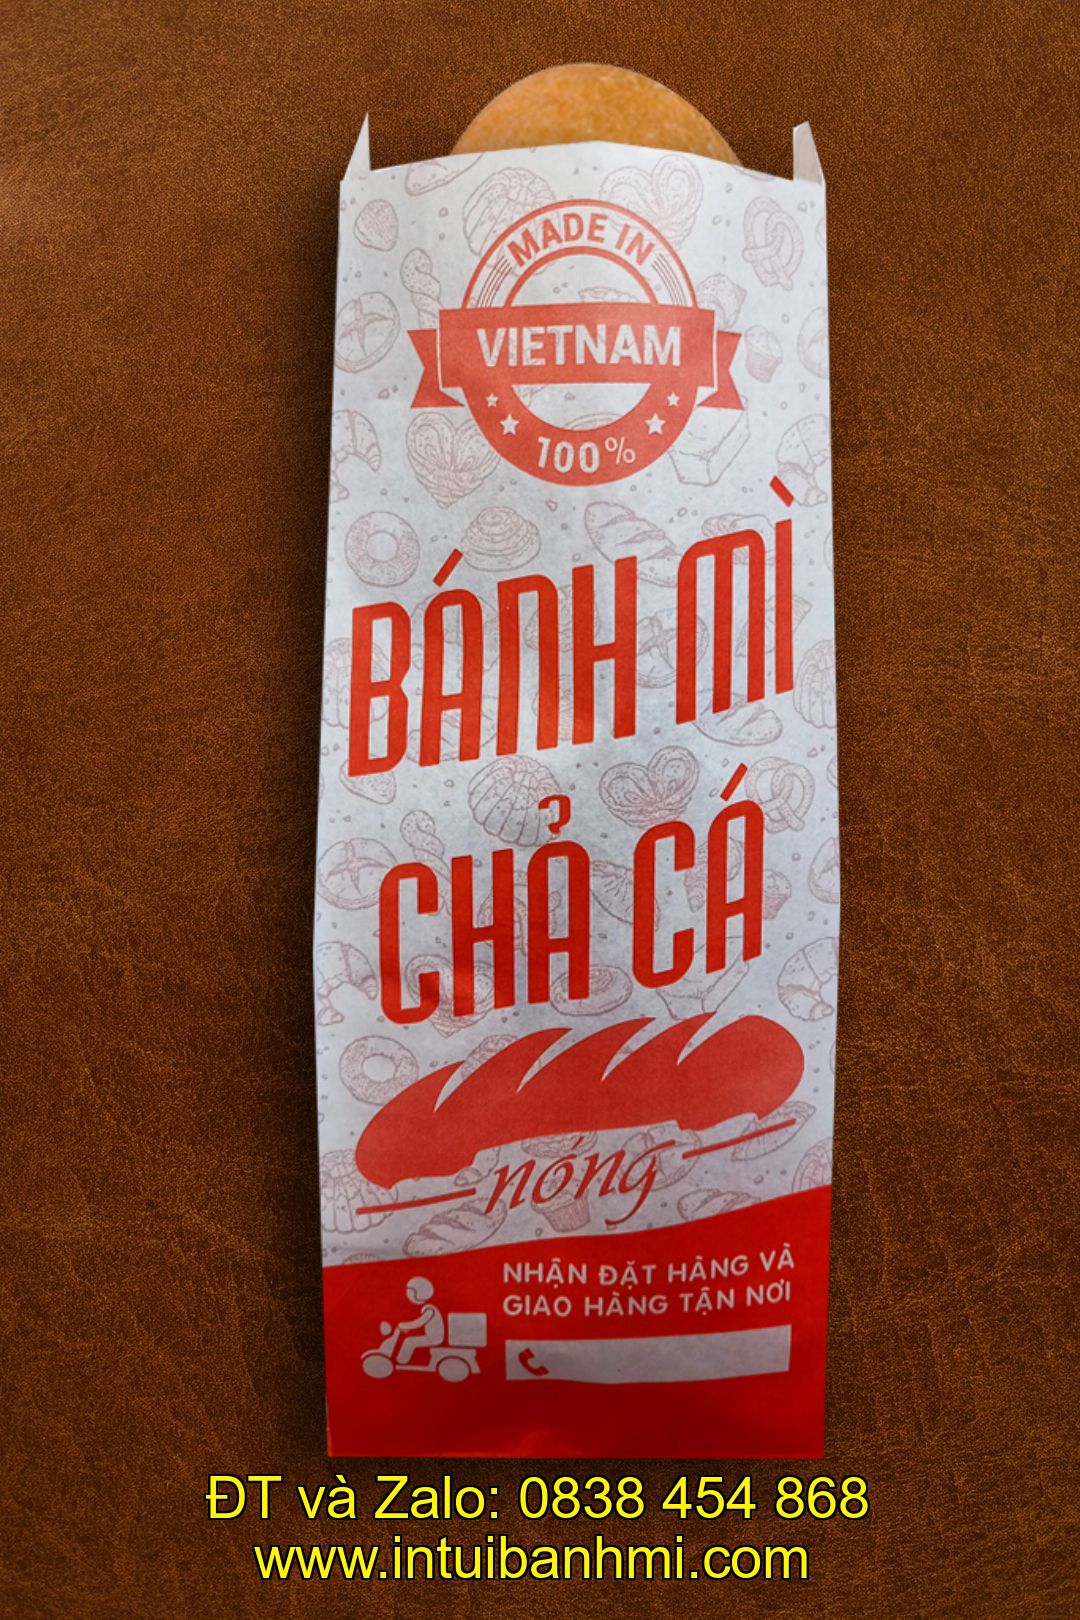 MADE IN
VIETNAM
100%
BÁNH MÌ
CHẢ CÁ
nóng
NHẬN ĐẶT HÀNG VÀ
GIAO HÀNG TẬN NƠI
ĐT và Zalo: 0838 454 868
www.intuibanhmi.com